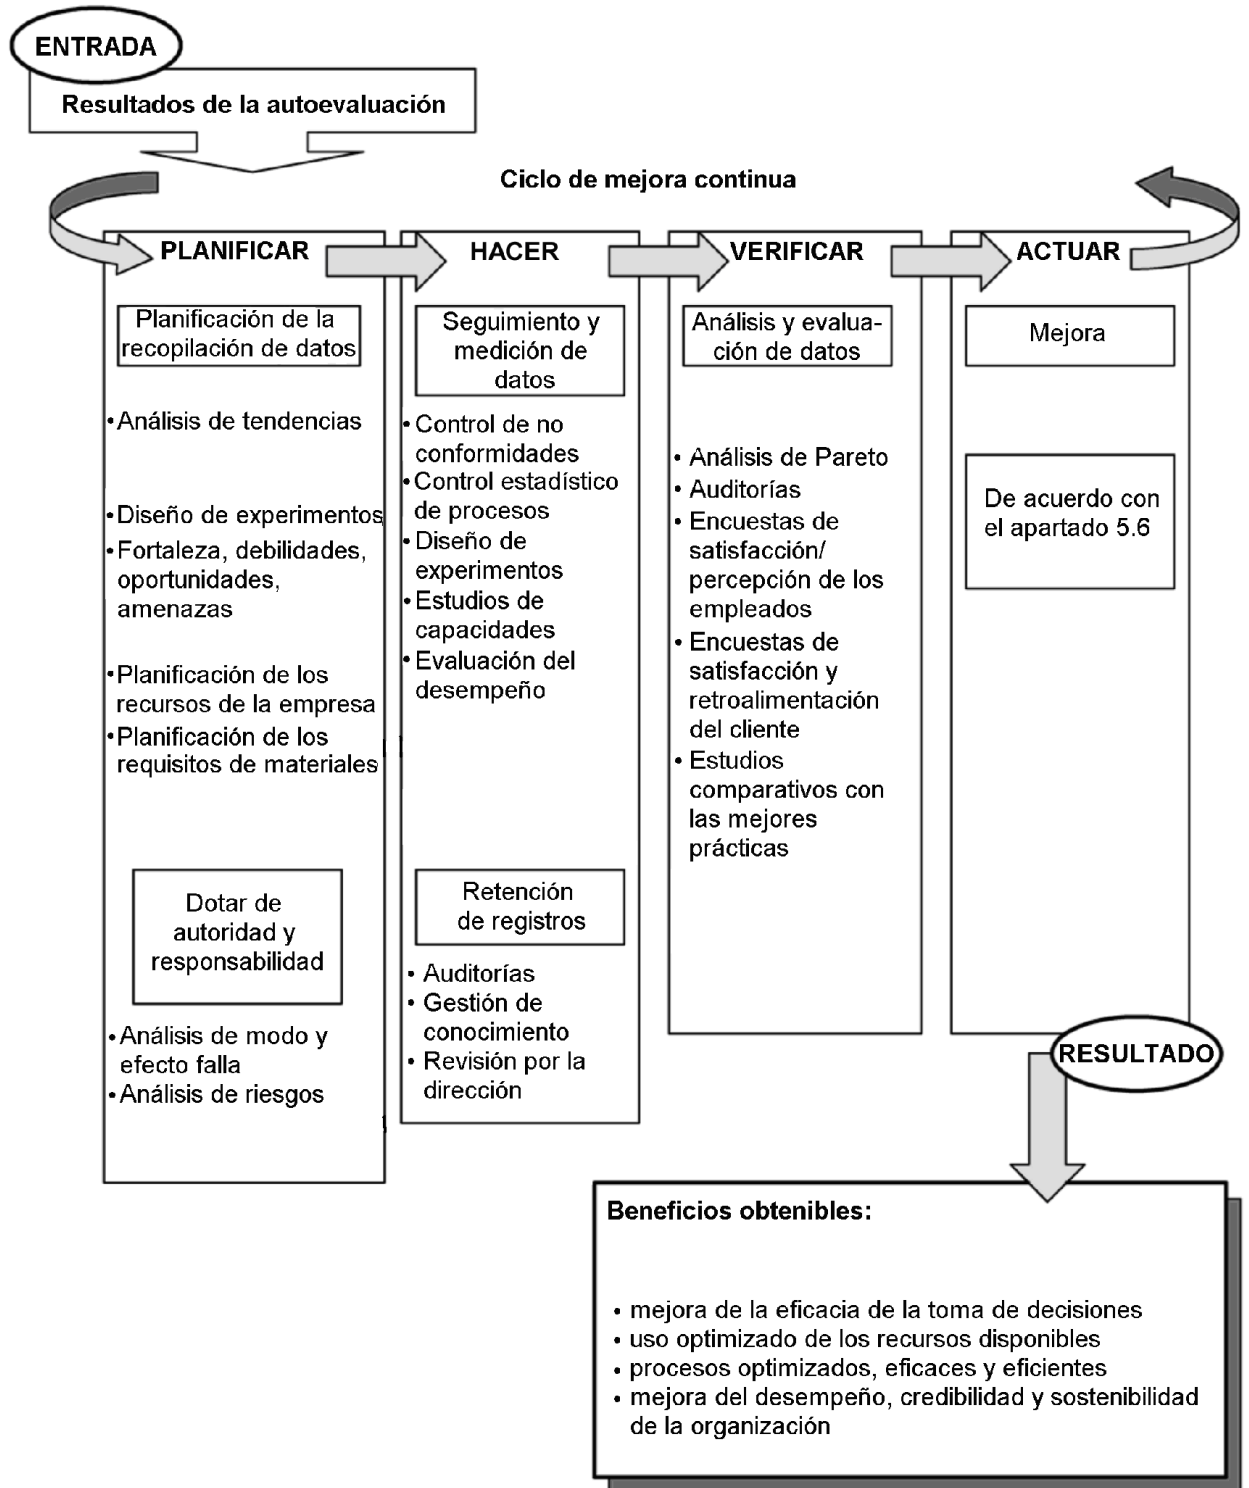 ENTRADA
Resultados de la autoevaluación
Ciclo de mejora continua
PLANIFICAR
Planificación de la
recopilación de datos
•Análisis de tendencias
•Diseño de experimentos
•Fortaleza, debilidades,
oportunidades,
amenazas
•Planificación de los
recursos de la empresa
•Planificación de los
requisitos de materiales
Dotar de
autoridad y
responsabilidad
•Análisis de modo y
efecto falla
•Análisis de riesgos
HACER
Seguimiento y
medición de
datos
•Control de no
conformidades
•Control estadístico
de procesos
•Diseño de
experimentos
•Estudios de
capacidades
•Evaluación del
desempeño
Retención
de registros
• Auditorías
• Gestión de
conocimiento
• Revisión por la
dirección
VERIFICAR
Análisis y evalua-
ción de datos
• Análisis de Pareto
• Auditorías
• Encuestas de
satisfacción/
percepción de los
empleados
• Encuestas de
satisfacción y
retroalimentación
del cliente
• Estudios
comparativos con
las mejores
prácticas
ACTUAR
Mejora
De acuerdo con
el apartado 5.6
RESULTADO
Beneficios obtenibles:
• mejora de la eficacia de la toma de decisiones
• uso optimizado de los recursos disponibles
• procesos optimizados, eficaces y eficientes
• mejora del desempeño, credibilidad y sostenibilidad
de la organización